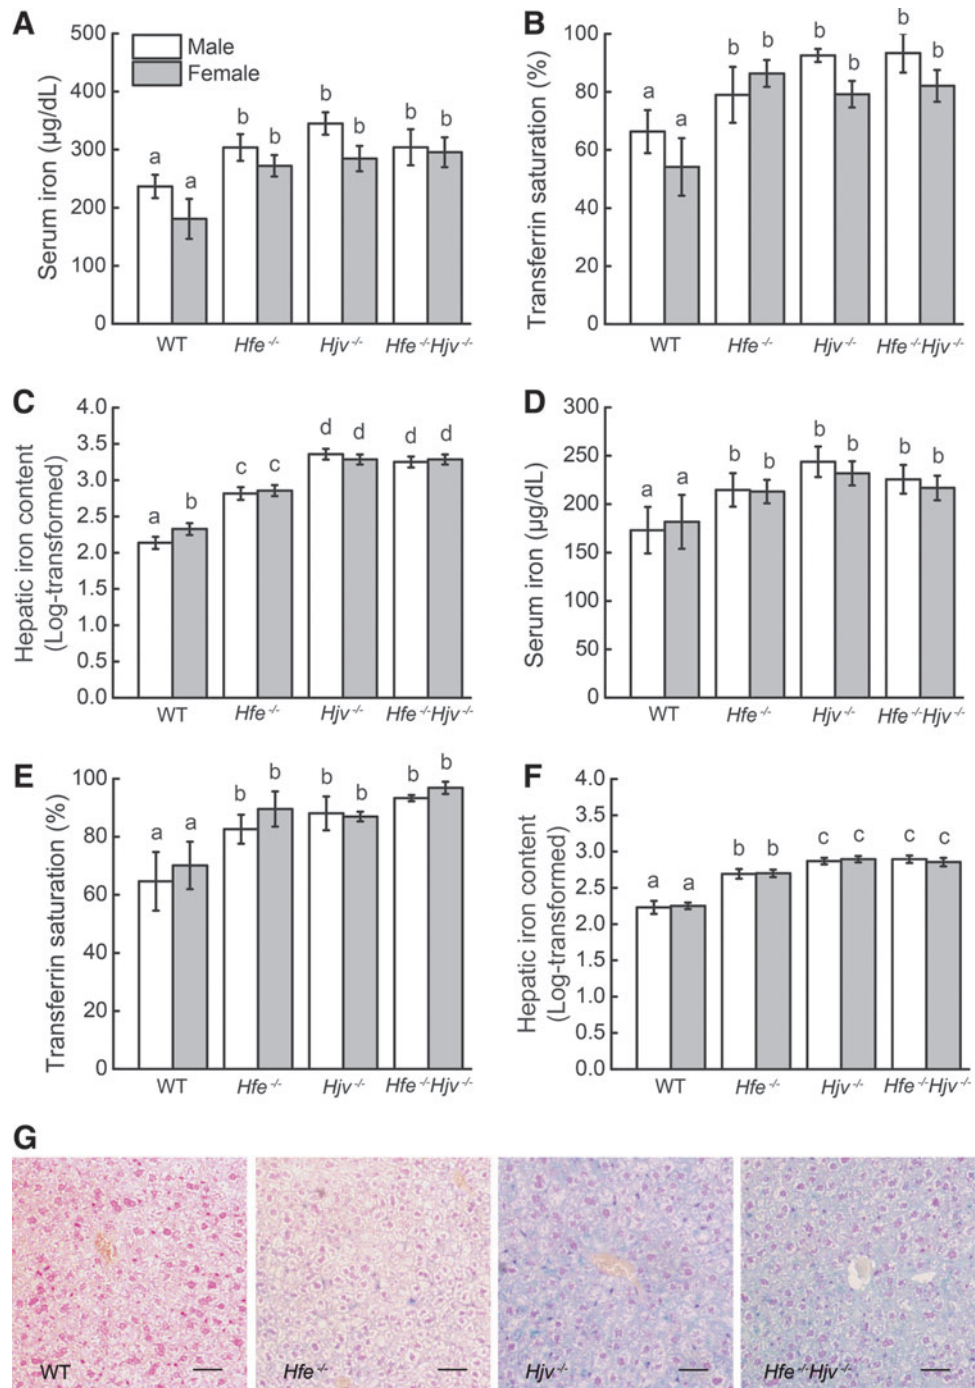 A
Serum iron (µg/dL)
500
400
300
200
100
0
Male
Female
a
a
b
b
b
b
b
b
WT
Hfe -/-
Hjv -/-
Hfe -/-Hjv -/-
B
Transferrin saturation (%)
100
80
60
40
20
0
a
a
b
b
b
b
b
b
WT
Hfe -/-
Hjv -/-
Hfe -/-Hjv -/-
C
Hepatic iron content
(Log-transformed)
4.0
3.5
3.0
2.5
2.0
1.5
1.0
0.5
0.0
a
b
c
c
d
d
d
d
WT
Hfe -/-
Hjv -/-
Hfe -/-Hjv -/-
D
Serum iron (µg/dL)
300
250
200
150
100
50
0
a
a
b
b
b
b
b
b
WT
Hfe -/-
Hjv -/-
Hfe -/-Hjv -/-
E
Transferrin saturation (%)
100
80
60
40
20
0
a
a
b
b
b
b
b
b
WT
Hfe -/-
Hjv -/-
Hfe -/-Hjv -/-
F
Hepatic iron content
(Log-transformed)
4.0
3.5
3.0
2.5
2.0
1.5
1.0
0.5
0.0
a
a
b
b
c
c
c
c
WT
Hfe -/-
Hjv -/-
Hfe -/-Hjv -/-
G
WT
Hfe -/-
Hjv -/-
Hfe -/-Hjv -/-